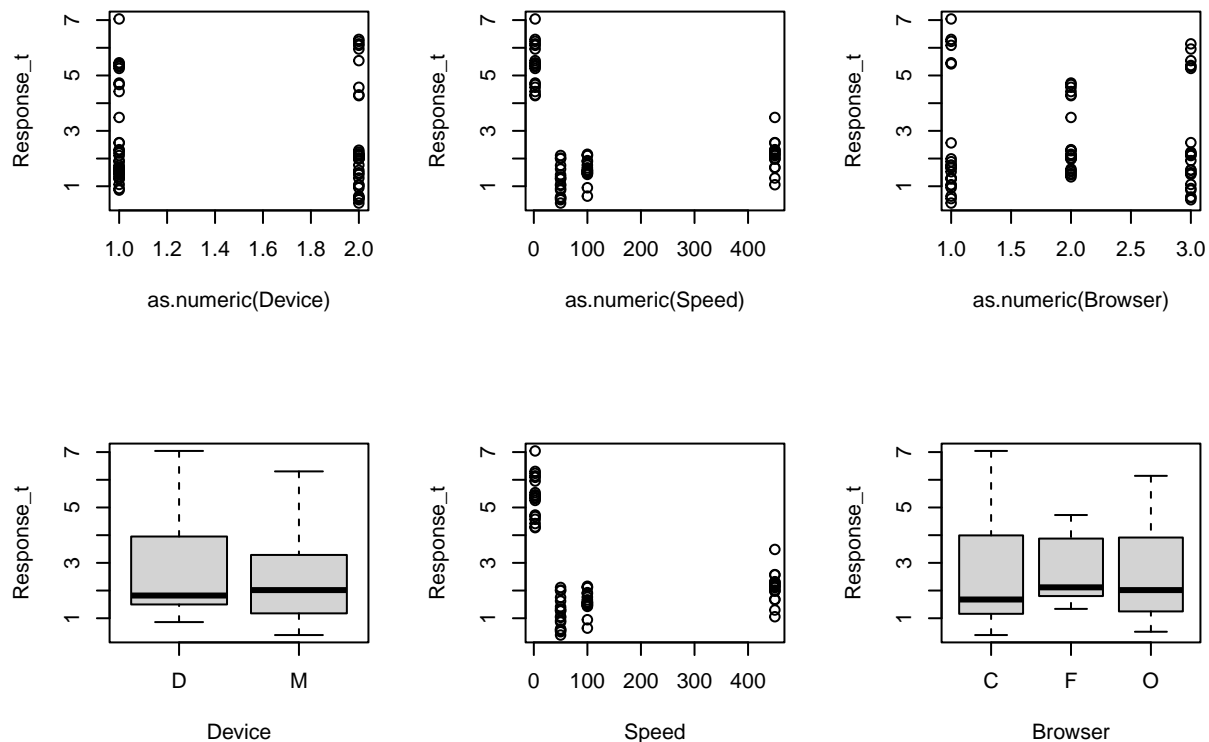 Response_t
7
5
3
1
1.0 1.2 1.4 1.6 1.8 2.0
as.numeric(Device)
Response_t
7
5
3
1
0 100 200 300 400
as.numeric(Speed)
Response_t
7
5
3
1
1.0 1.5 2.0 2.5 3.0
as.numeric(Browser)
Response_t
7
5
3
1
D M
Device
Response_t
7
5
3
1
0 100 200 300 400
Speed
Response_t
7
5
3
1
C F O
Browser